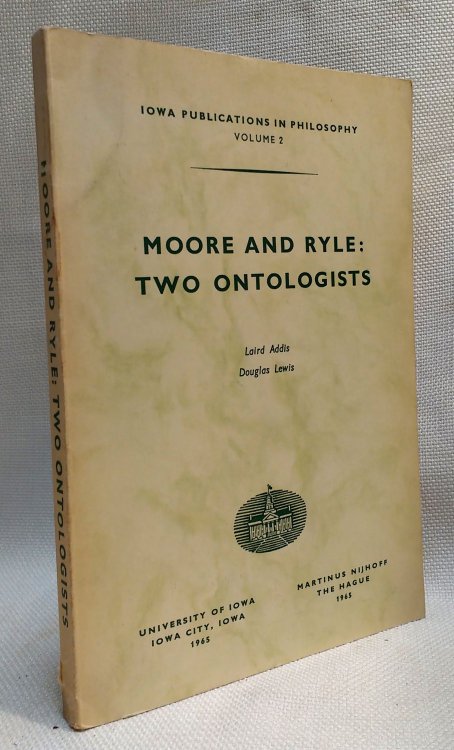 IOWA PUBLICATIONS IN PHILOSOPHY
VOLUME 2
MOORE AND RYLE:
TWO ONTOLOGISTS
Laird Addis
Douglas Lewis
UNIVERSITY OF IOWA
IOWA CITY, IOWA
1965
MARTINUS NIJHOFF
THE HAGUE
1965
MOORE AND RYLE: TWO ONTOLOGISTS